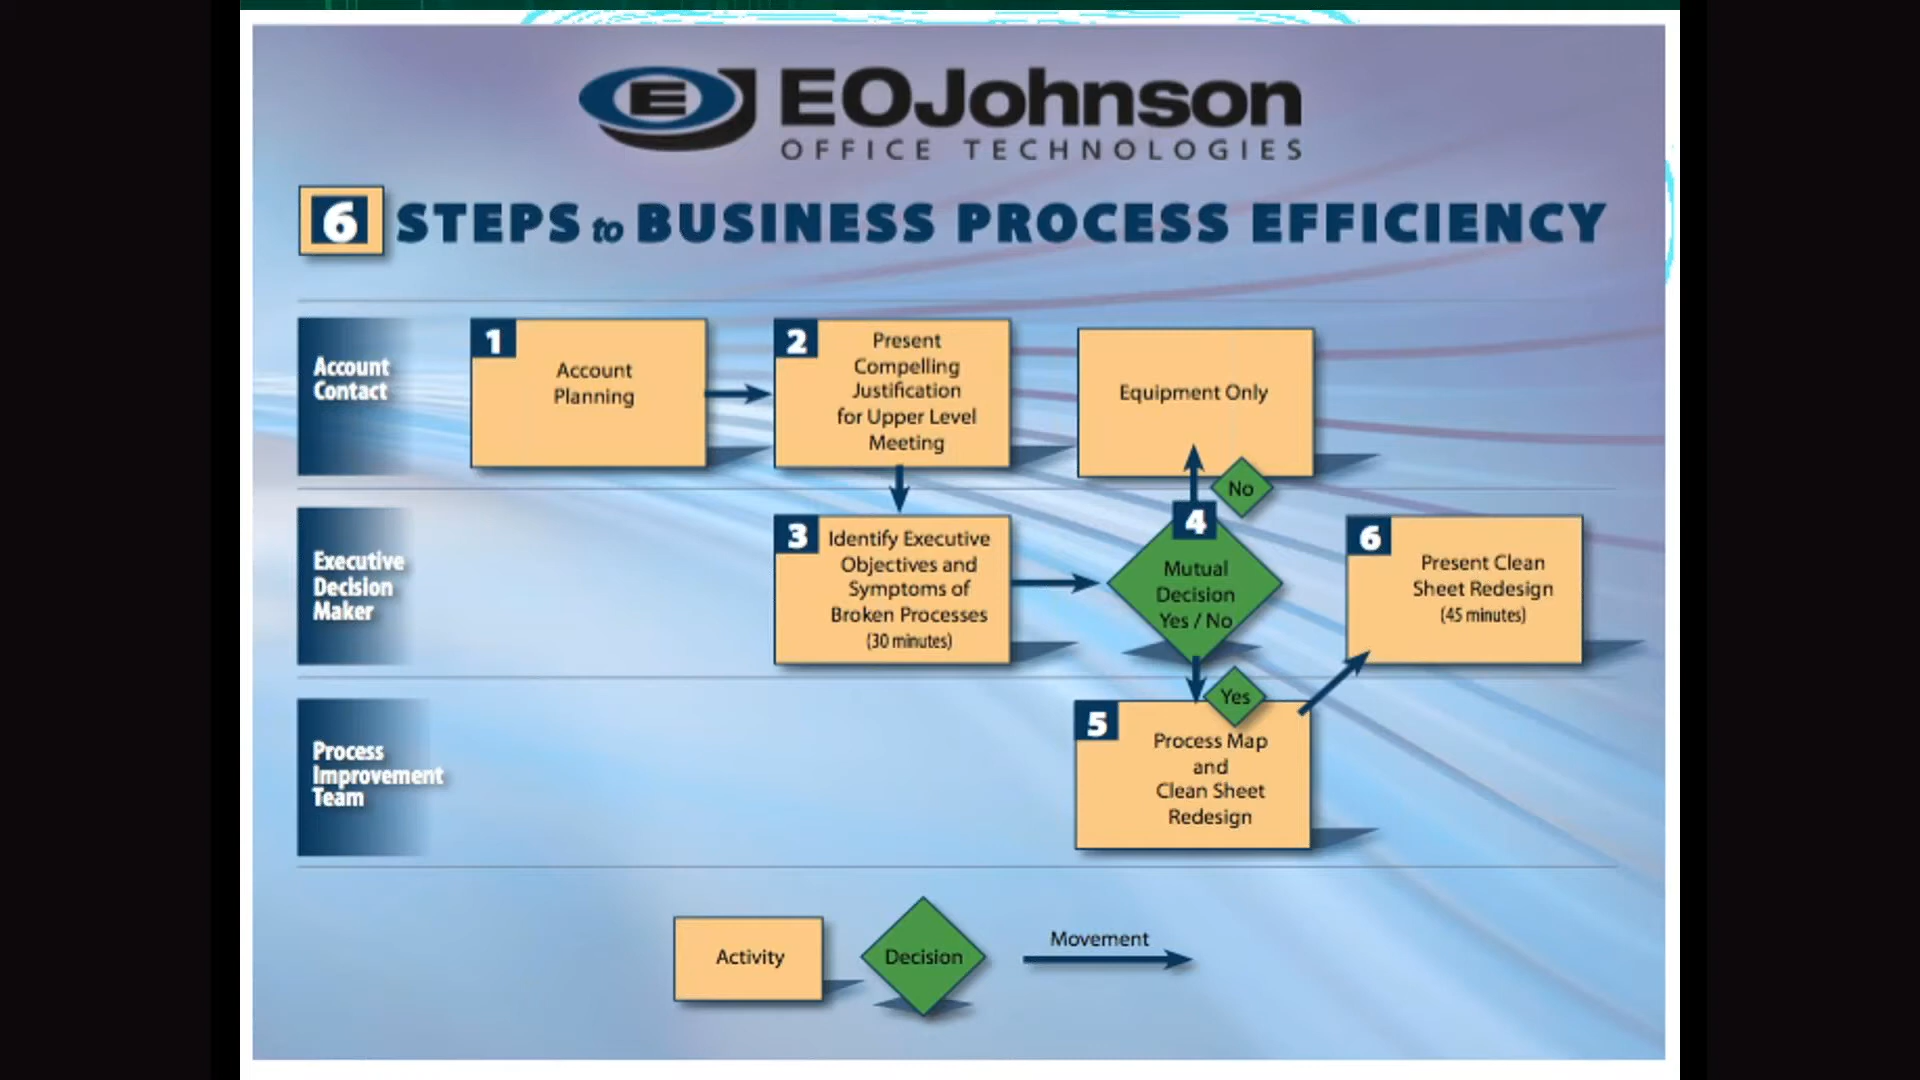 E
EOJohnson
OFFICE TECHNOLOGIES
6 STEPS to BUSINESS PROCESS EFFICIENCY
Account
Contact
1
Account
Planning
2
Present
Compelling
Justification
for Upper Level
Meeting
Equipment Only
No
Executive
Decision
Maker
3
Identify Executive
Objectives and
Symptoms of
Broken Processes
(30 minutes)
4
Mutual
Decision
Yes / No
6
Present Clean
Sheet Redesign
(45 minutes)
Yes
Process
Improvement
Team
5
Process Map
and
Clean Sheet
Redesign
Activity
Decision
Movement